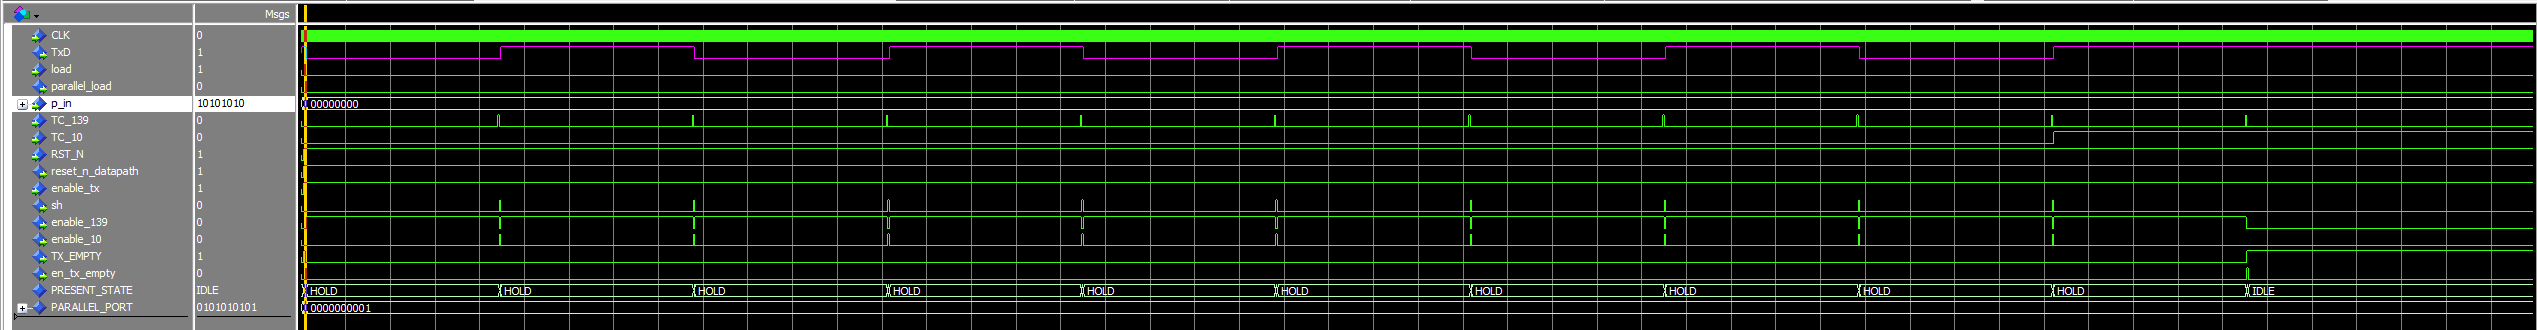 Msgs
CLK 0
TxD 1
load 1
parallel_load 0
p_in 10101010 00000000
TC_139 0
TC_10 0
RST_N 1
reset_n_datapath 1
enable_tx 1
sh 0
enable_139 0
enable_10 0
TX_EMPTY 1
en_tx_empty 0
PRESENT_STATE IDLE HOLD HOLD HOLD HOLD HOLD HOLD HOLD HOLD HOLD HOLD IDLE
PARALLEL_PORT 0101010101 0000000001